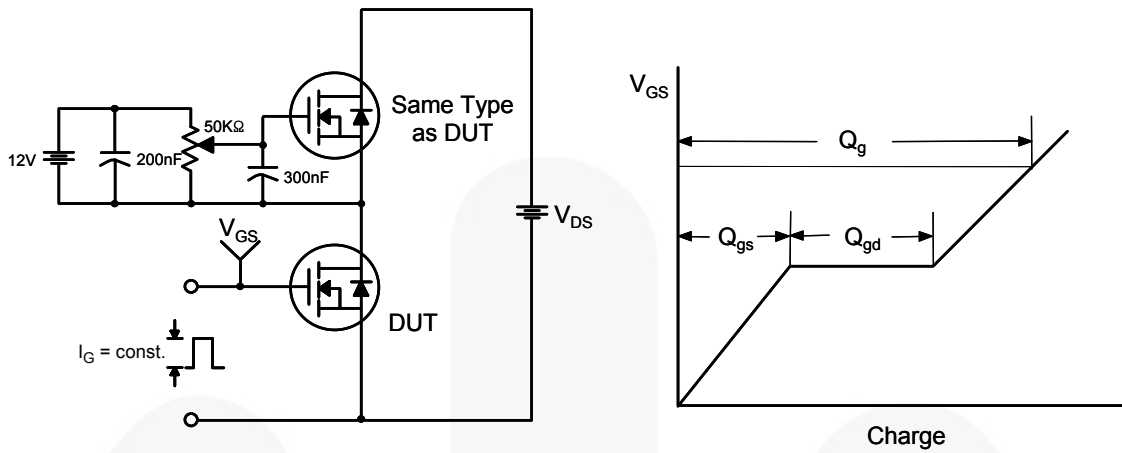 12V
200nF
50KΩ
300nF
Same Type
as DUT
V_GS
DUT
I_G = const.
V_DS
V_GS
Q_g
Q_gs
Q_gd
Charge